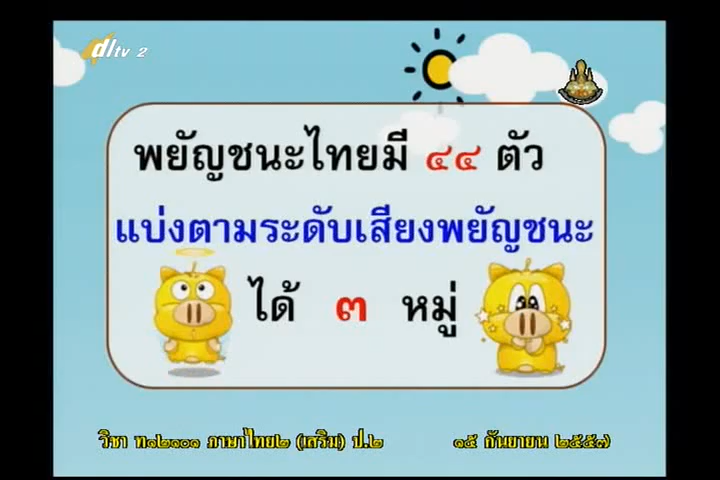 dltv 2
พยัญชนะไทยมี ๔๔ ตัว
แบ่งตามระดับเสียงพยัญชนะ
ได้ ๓ หมู่
วิชา ท๑๒๑๐๑ ภาษาไทย๒ (เสริม) ป.๒ ๑๕ กันยายน ๒๕๕๗